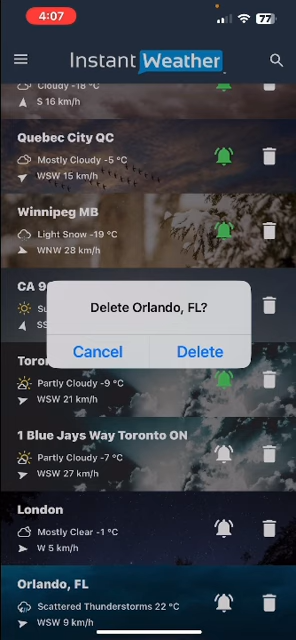 4:07
77
Instant Weather
Cloudy -18 °C
S 16 km/h
Quebec City QC
Mostly Cloudy -5 °C
WSW 15 km/h
Winnipeg MB
Light Snow -19 °C
WNW 28 km/h
CA
Delete Orlando, FL?
Cancel
Delete
Partly Cloudy -9 °C
WSW 21 km/h
1 Blue Jays Way Toronto ON
Partly Cloudy -7 °C
WSW 27 km/h
London
Mostly Clear -1 °C
W 5 km/h
Orlando, FL
Scattered Thunderstorms 22 °C
WSW 9 km/h